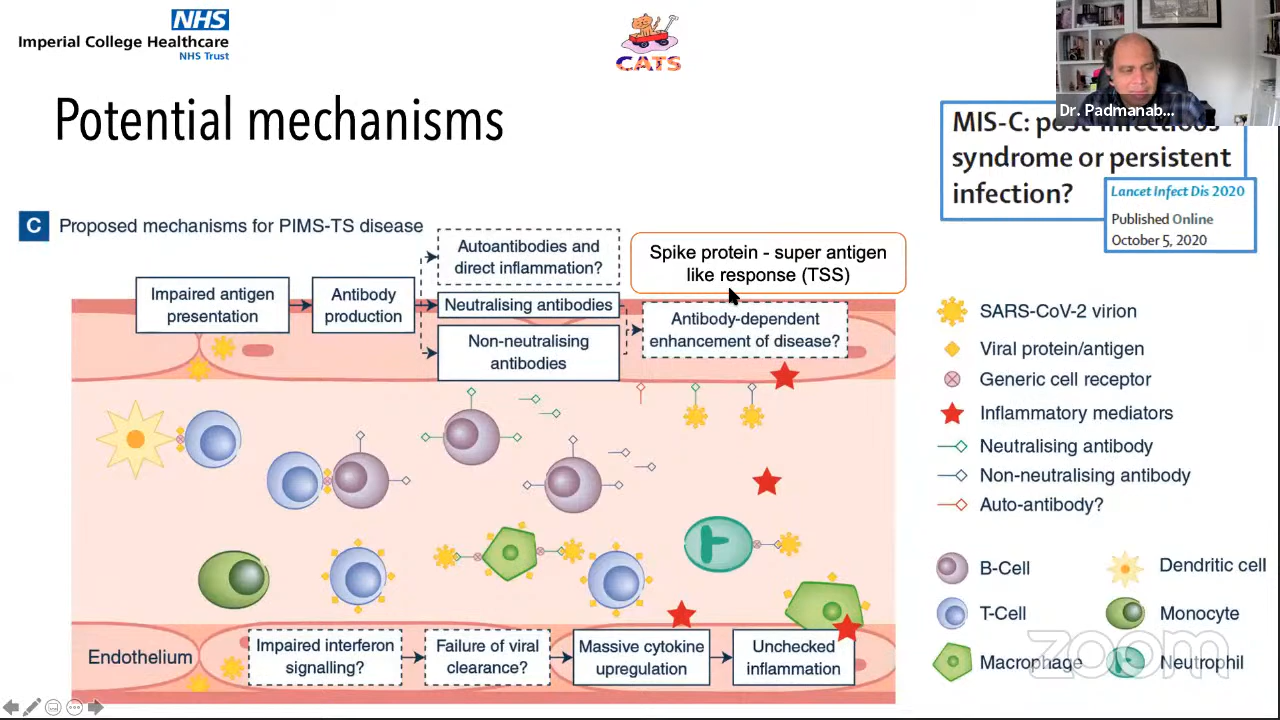 NHS
Imperial College Healthcare
NHS Trust
CATS
Dr. Padmanab...
Potential mechanisms
MIS-C: post-infectious
syndrome or persistent
infection?
Lancet Infect Dis 2020
Published Online
October 5, 2020
C Proposed mechanisms for PIMS-TS disease
Autoantibodies and
direct inflammation?
Spike protein - super antigen
like response (TSS)
Impaired antigen
presentation
Antibody
production
Neutralising antibodies
Non-neutralising
antibodies
Antibody-dependent
enhancement of disease?
SARS-CoV-2 virion
Viral protein/antigen
Generic cell receptor
Inflammatory mediators
Neutralising antibody
Non-neutralising antibody
Auto-antibody?
B-Cell
Dendritic cell
T-Cell
Monocyte
Macrophage
Neutrophil
zoom
Endothelium
Impaired interferon
signalling?
Failure of viral
clearance?
Massive cytokine
upregulation
Unchecked
inflammation